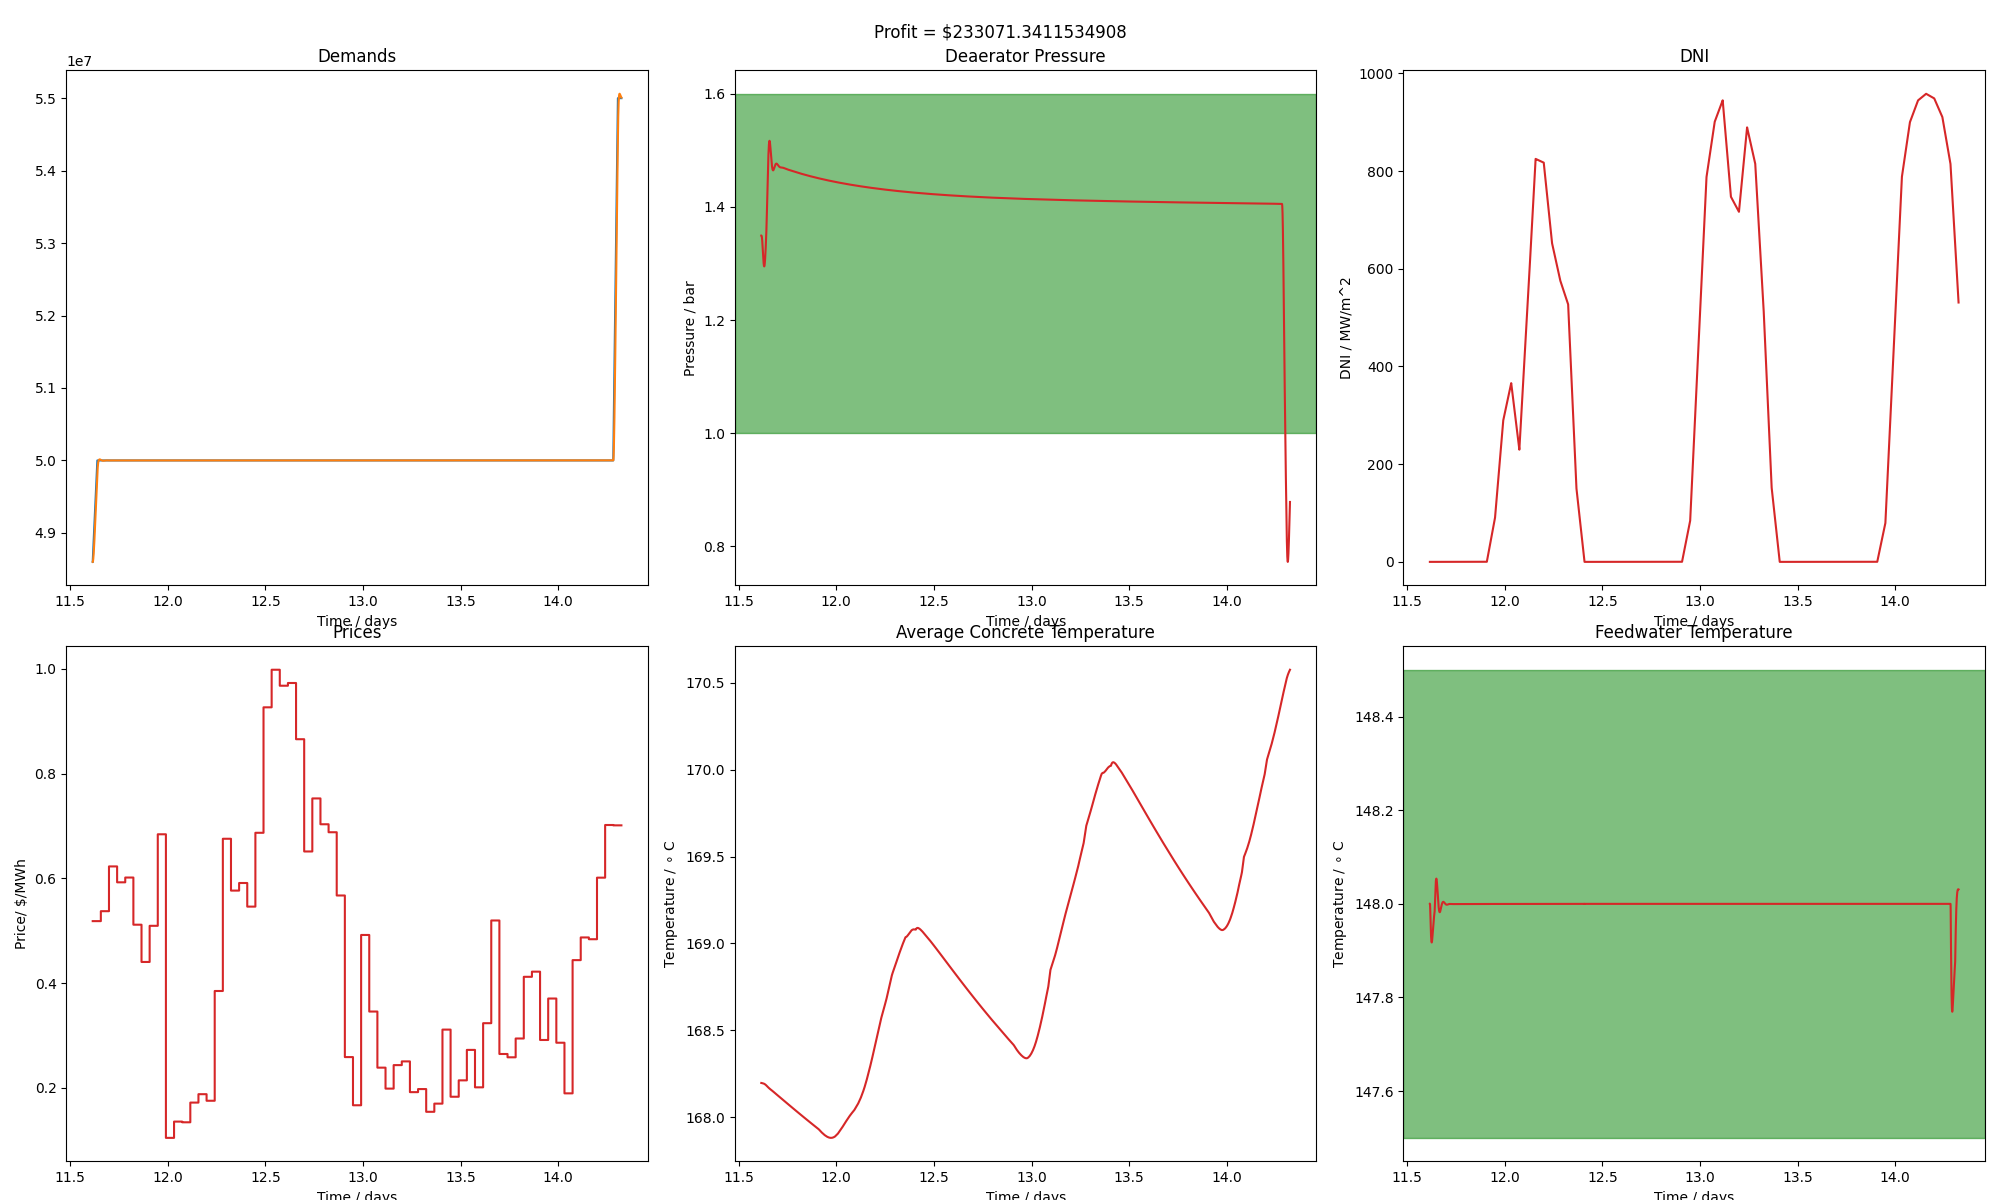 Profit = $233071.3411534908
Demands
1e7
5.5
5.4
5.3
5.2
5.1
5.0
4.9
11.5 12.0 12.5 13.0 13.5 14.0
Time / days
Deaerator Pressure
Pressure / bar
1.6
1.4
1.2
1.0
0.8
11.5 12.0 12.5 13.0 13.5 14.0
Time / days
DNI
DNI / MW/m^2
1000
800
600
400
200
0
11.5 12.0 12.5 13.0 13.5 14.0
Time / days
Prices
Price/ $/MWh
1.0
0.8
0.6
0.4
0.2
11.5 12.0 12.5 13.0 13.5 14.0
Time / days
Average Concrete Temperature
Temperature / ∘ C
170.5
170.0
169.5
169.0
168.5
168.0
11.5 12.0 12.5 13.0 13.5 14.0
Time / days
Feedwater Temperature
Temperature / ∘ C
148.4
148.2
148.0
147.8
147.6
11.5 12.0 12.5 13.0 13.5 14.0
Time / days